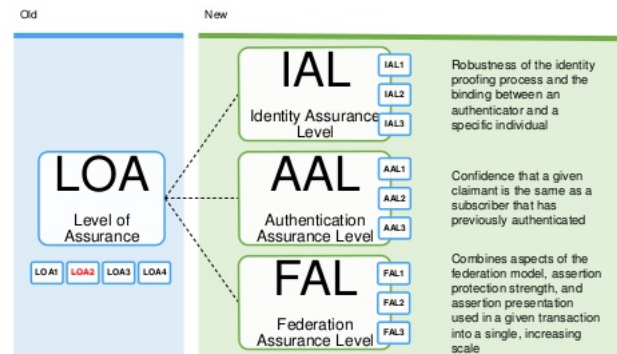 Old
New
LOA
Level of
Assurance
LOA1
LOA2
LOA3
LOA4
IAL
Identity Assurance
Level
IAL1
IAL2
IAL3
Robustness of the identity
proofing process and the
binding between an
authenticator and a
specific individual
AAL
Authentication
Assurance Level
AAL1
AAL2
AAL3
Confidence that a given
claimant is the same as a
subscriber that has
previously authenticated
FAL
Federation
Assurance Level
FAL1
FAL2
FAL3
Combines aspects of the
federation model, assertion
protection strength, and
assertion presentation
used in a given transaction
into a single, increasing
scale